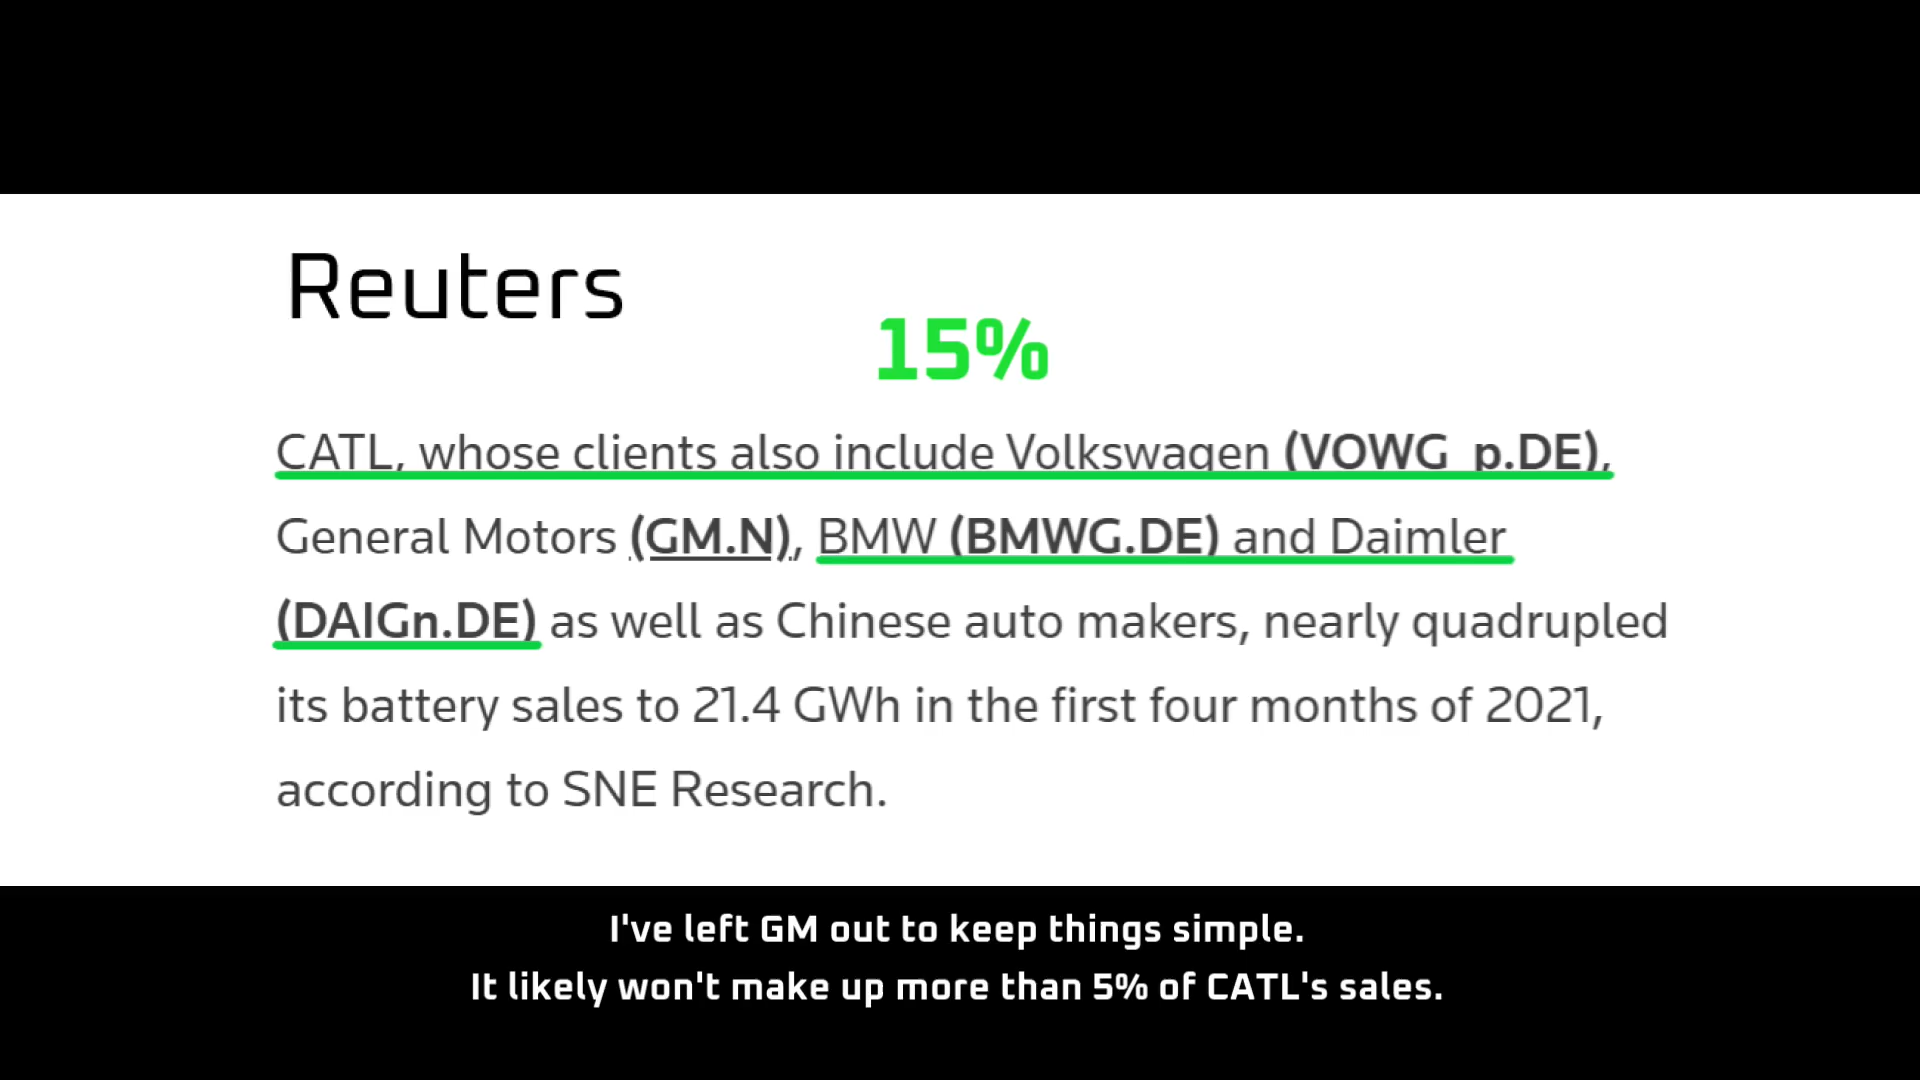 Reuters
15%
CATL, whose clients also include Volkswagen (VOWG_p.DE),
General Motors (GM.N), BMW (BMWG.DE) and Daimler
(DAIGn.DE) as well as Chinese auto makers, nearly quadrupled
its battery sales to 21.4 GWh in the first four months of 2021,
according to SNE Research.
I've left GM out to keep things simple.
It likely won't make up more than 5% of CATL's sales.